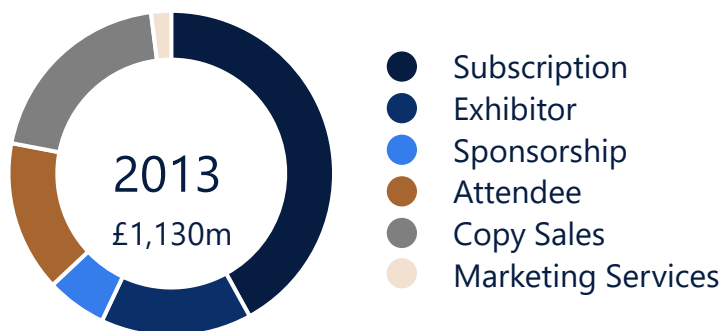 2013
£1,130m
Subscription
Exhibitor
Sponsorship
Attendee
Copy Sales
Marketing Services